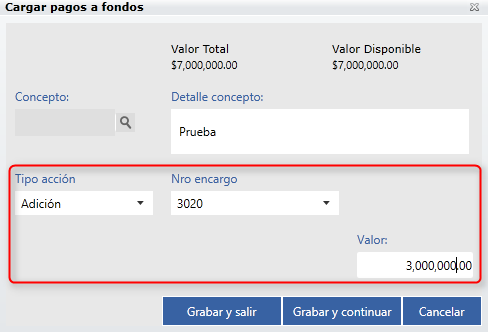 Cargar pagos a fondos
Valor Total Valor Disponible
$7,000,000.00 $7,000,000.00
Concepto: Detalle concepto:
Prueba
Tipo acción Nro encargo
Adición 3020
Valor:
3,000,000.00
Grabar y salir Grabar y continuar Cancelar